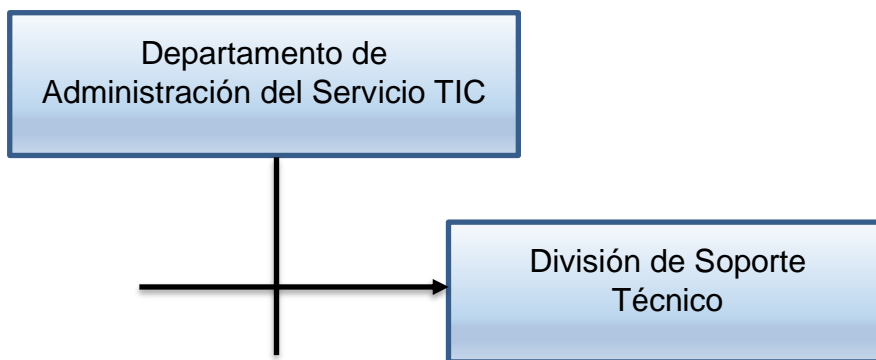 Departamento de
Administración del Servicio TIC
División de Soporte
Técnico